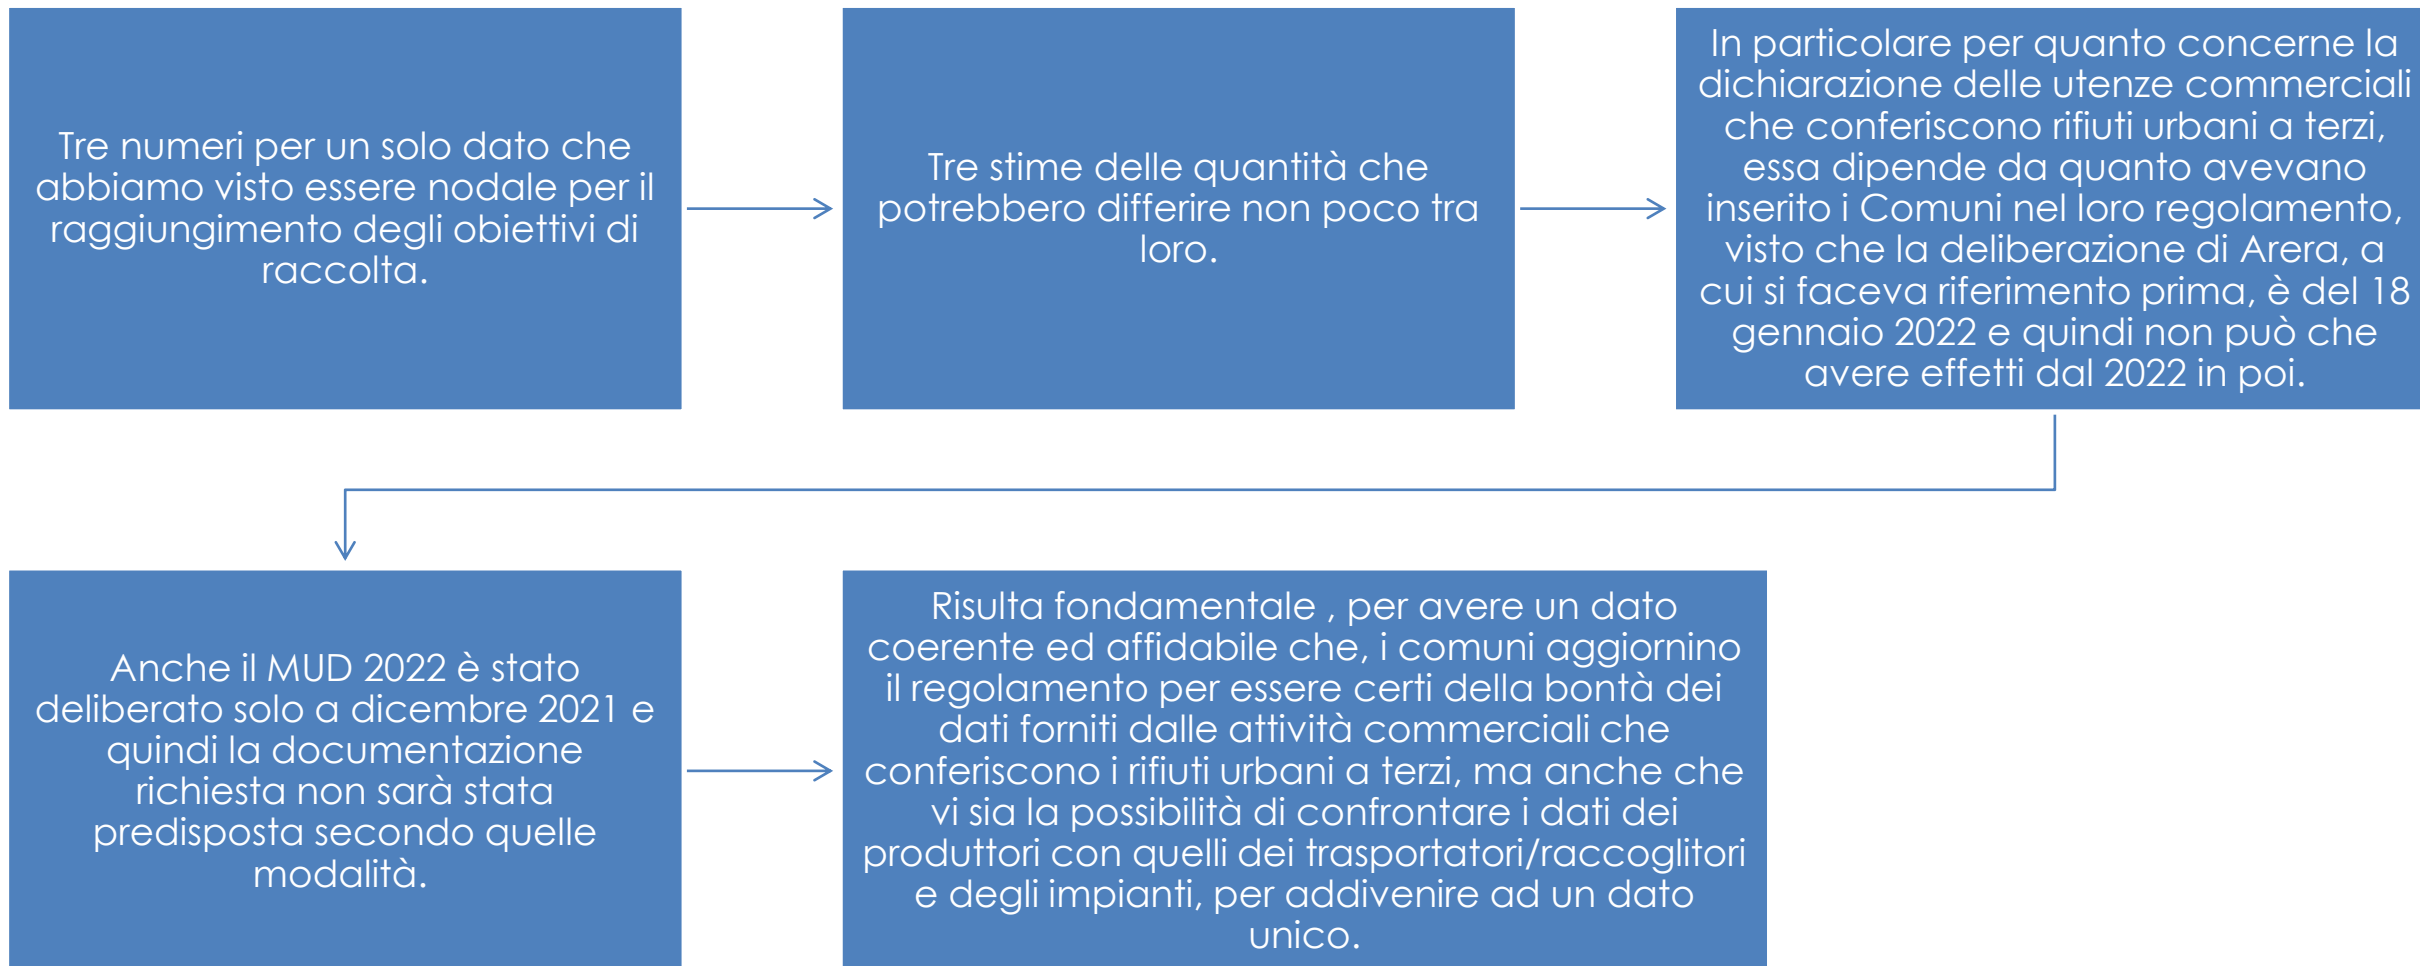 Tre numeri per un solo dato che
abbiamo visto essere nodale per il
raggiungimento degli obiettivi di
raccolta.
Tre stime delle quantità che
potrebbero differire non poco tra
loro.
In particolare per quanto concerne la
dichiarazione delle utenze commerciali
che conferiscono rifiuti urbani a terzi,
essa dipende da quanto avevano
inserito i Comuni nel loro regolamento,
visto che la deliberazione di Arera, a
cui si faceva riferimento prima, è del 18
gennaio 2022 e quindi non può che
avere effetti dal 2022 in poi.
Anche il MUD 2022 è stato
deliberato solo a dicembre 2021 e
quindi la documentazione
richiesta non sarà stata
predisposta secondo quelle
modalità.
Risulta fondamentale , per avere un dato
coerente ed affidabile che, i comuni aggiornino
il regolamento per essere certi della bontà dei
dati forniti dalle attività commerciali che
conferiscono i rifiuti urbani a terzi, ma anche che
vi sia la possibilità di confrontare i dati dei
produttori con quelli dei trasportatori/raccoglitori
e degli impianti, per addivenire ad un dato
unico.